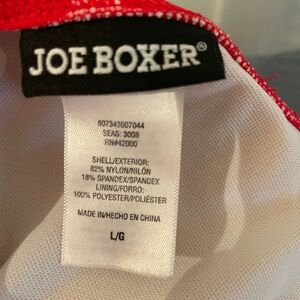 JOE BOXER®
807343007044
SEAS: 3008
RN#42000
SHELL/EXTERIOR:
82% NYLON/NILÓN
18% SPANDEX/SPANDEX
LINING/FORRO:
100% POLYESTER/POLIÉSTER
MADE IN/HECHO EN CHINA
L/G